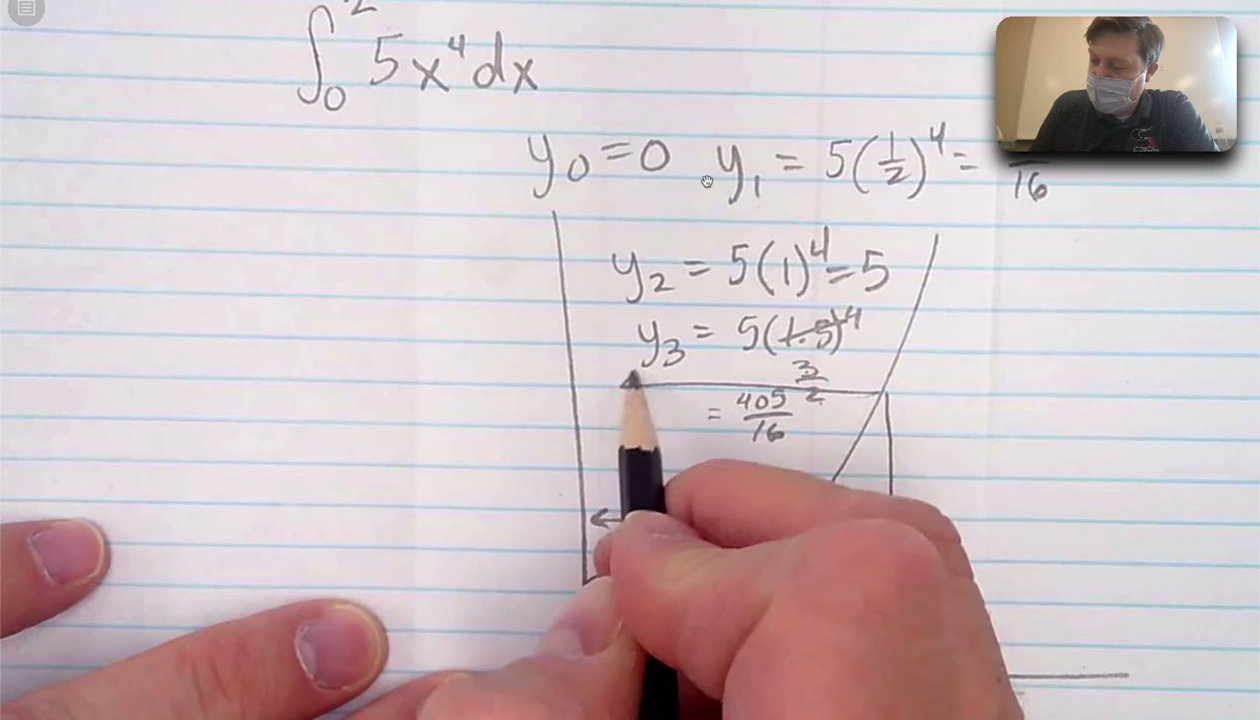 ∫₀² 5x⁴dx
y₀ = 0 y₁ = 5(1/2)⁴ = /16
y₂ = 5(1)⁴ = 5
y₃ = 5(1.5)⁴
3/2
= 405/16